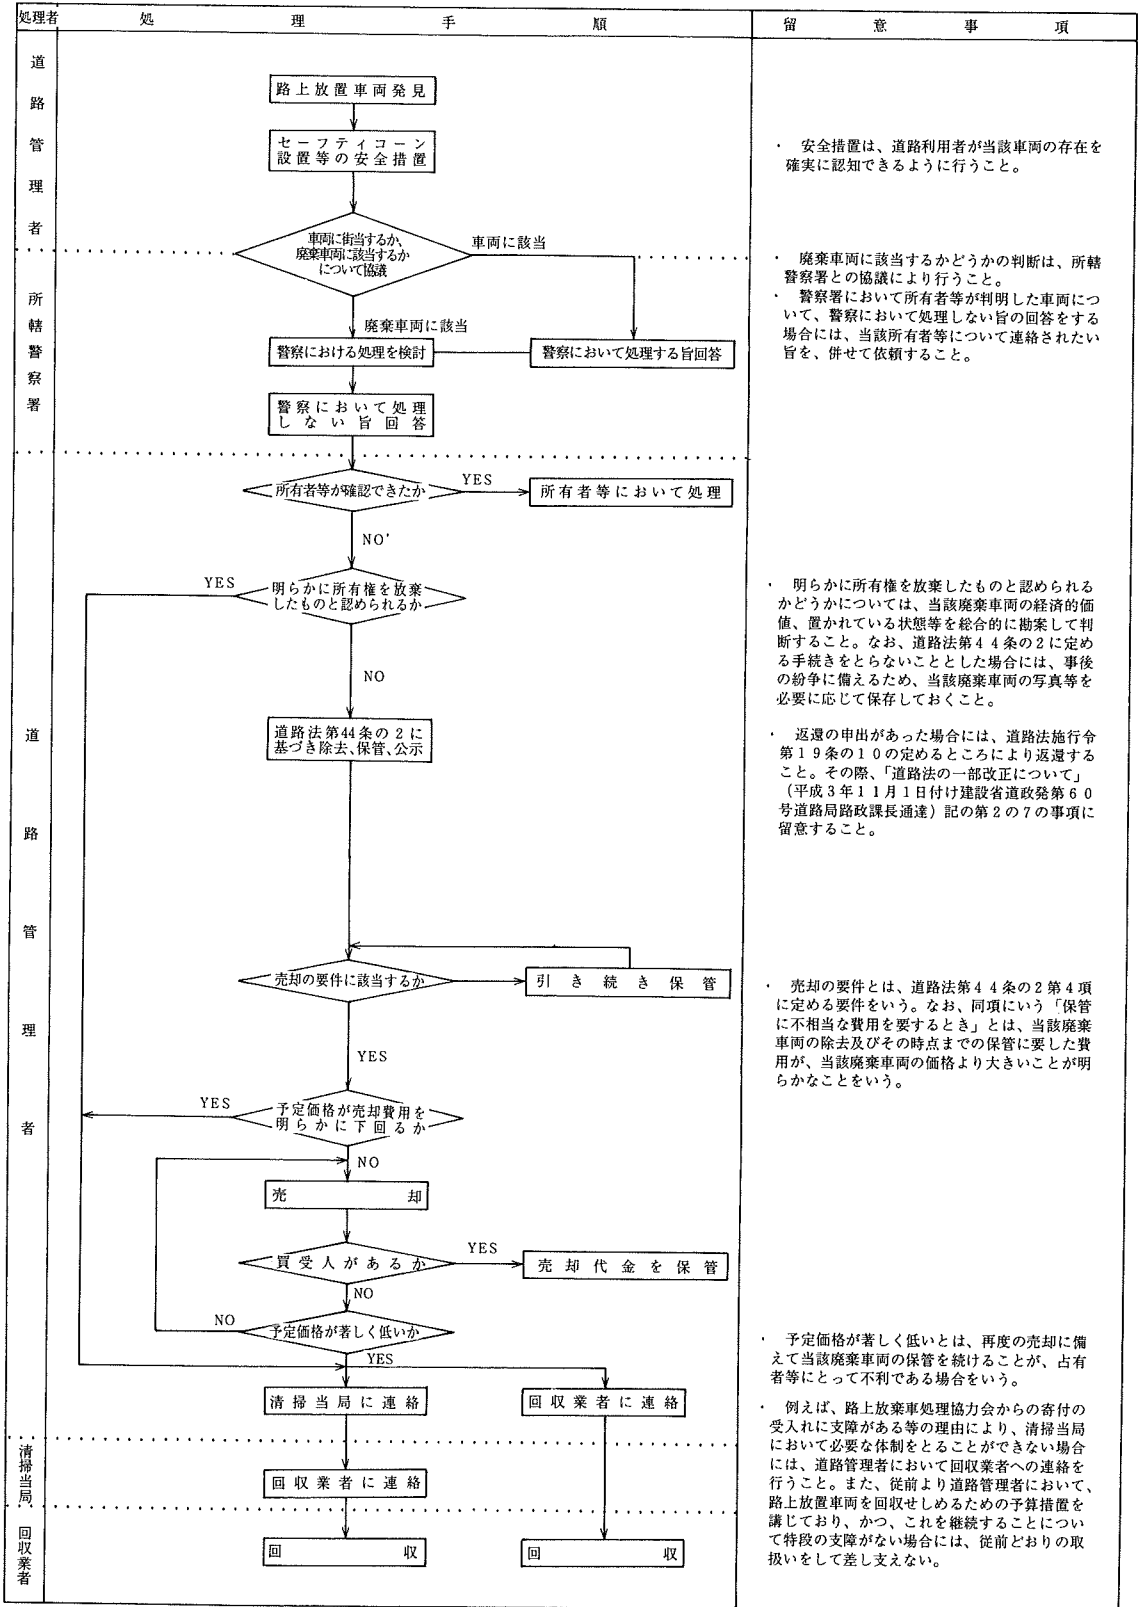 処理者
処理手順
留意事項
道路管理者
路上放置車両発見
セーフティコーン
設置等の安全措置
・ 安全措置は、道路利用者が当該車両の存在を
確実に認知できるように行うこと。
車両に街当するか、
廃棄車両に該当するか
について協議
車両に該当
所轄警察署
・ 廃棄車両に該当するかどうかの判断は、所轄
警察署との協議により行うこと。
・ 警察署において所有者等が判明した車両につ
いて、警察において処理しない旨の回答をする
場合には、当該所有者等について連絡されたい
旨を、併せて依頼すること。
廃棄車両に該当
警察における処理を検討
警察において処理する旨回答
警察において処理
しない旨回答
道路管理者
所有者等が確認できたか
YES
所有者等において処理
NO'
明らかに所有権を放棄
したものと認められるか
YES
NO
・ 明らかに所有権を放棄したものと認められる
かどうかについては、当該廃棄車両の経済的価
値、置かれている状態等を総合的に勘案して判
断すること。なお、道路法第44条の2に定め
る手続きをとらないこととした場合には、事後
の紛争に備えるため、当該廃棄車両の写真等を
必要に応じて保存しておくこと。
道路法第44条の2に
基づき除去、保管、公示
・ 返還の申出があった場合には、道路法施行令
第19条の10の定めるところにより返還する
こと。その際、「道路法の一部改正について」
（平成3年11月1日付け建設省道政発第60
号道路局路政課長通達）記の第2の7の事項に
留意すること。
売却の要件に該当するか
引き続き保管
YES
・ 売却の要件とは、道路法第44条の2第4項
に定める要件をいう。なお、同項にいう「保管
に不相当な費用を要するとき」とは、当該廃棄
車両の除去及びその時点までの保管に要した費
用が、当該廃棄車両の価格より大きいことが明
らかなことをいう。
予定価格が売却費用を
明らかに下回るか
YES
NO
売却
買受人があるか
YES
売却代金を保管
NO
予定価格が著しく低いか
NO
YES
・ 予定価格が著しく低いとは、再度の売却に備
えて当該廃棄車両の保管を続けることが、占有
者等にとって不利である場合をいう。
清掃当局に連絡
回収業者に連絡
・ 例えば、路上放棄車処理協力会からの寄付の
受入れに支障がある等の理由により、清掃当局
において必要な体制をとることができない場合
には、道路管理者において回収業者への連絡を
行うこと。また、従前より道路管理者において、
路上放置車両を回収せしめるための予算措置を
講じており、かつ、これを継続することについ
て特段の支障がない場合には、従前どおりの取
扱いをして差し支えない。
清掃当局
回収業者に連絡
回収業者
回収
回収